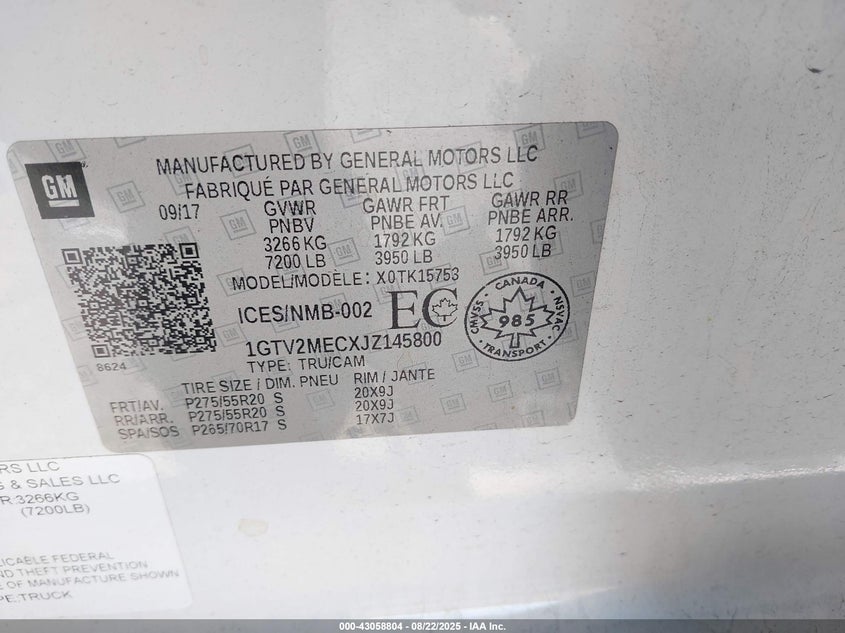 GM
MANUFACTURED BY GENERAL MOTORS LLC
FABRIQUÉ PAR GENERAL MOTORS LLC
09/17 GVWR GAWR FRT GAWR RR
PNBV PNBE AV. PNBE ARR.
3266 KG 1792 KG 1792 KG
7200 LB 3950 LB 3950 LB
MODEL/MODÈLE: X0TK15753
ICES/NMB-002 EC
CANADA
CMVSS 985 NSVAC
TRANSPORT
8624
1GTV2MECXJZ145800
TYPE: TRU/CAM
TIRE SIZE / DIM. PNEU RIM / JANTE
FRT/AV. P275/55R20 S 20X9J
RR/ARR. P275/55R20 S 20X9J
SPA/SOS P265/70R17 S 17X7J
RS LLC
& SALES LLC
R 3266KG
(7200LB)
LICABLE FEDERAL
ND THEFT PREVENTION
E OF MANUFACTURE SHOWN
PE:TRUCK
000-43058804 - 08/22/2025 - IAA Inc.